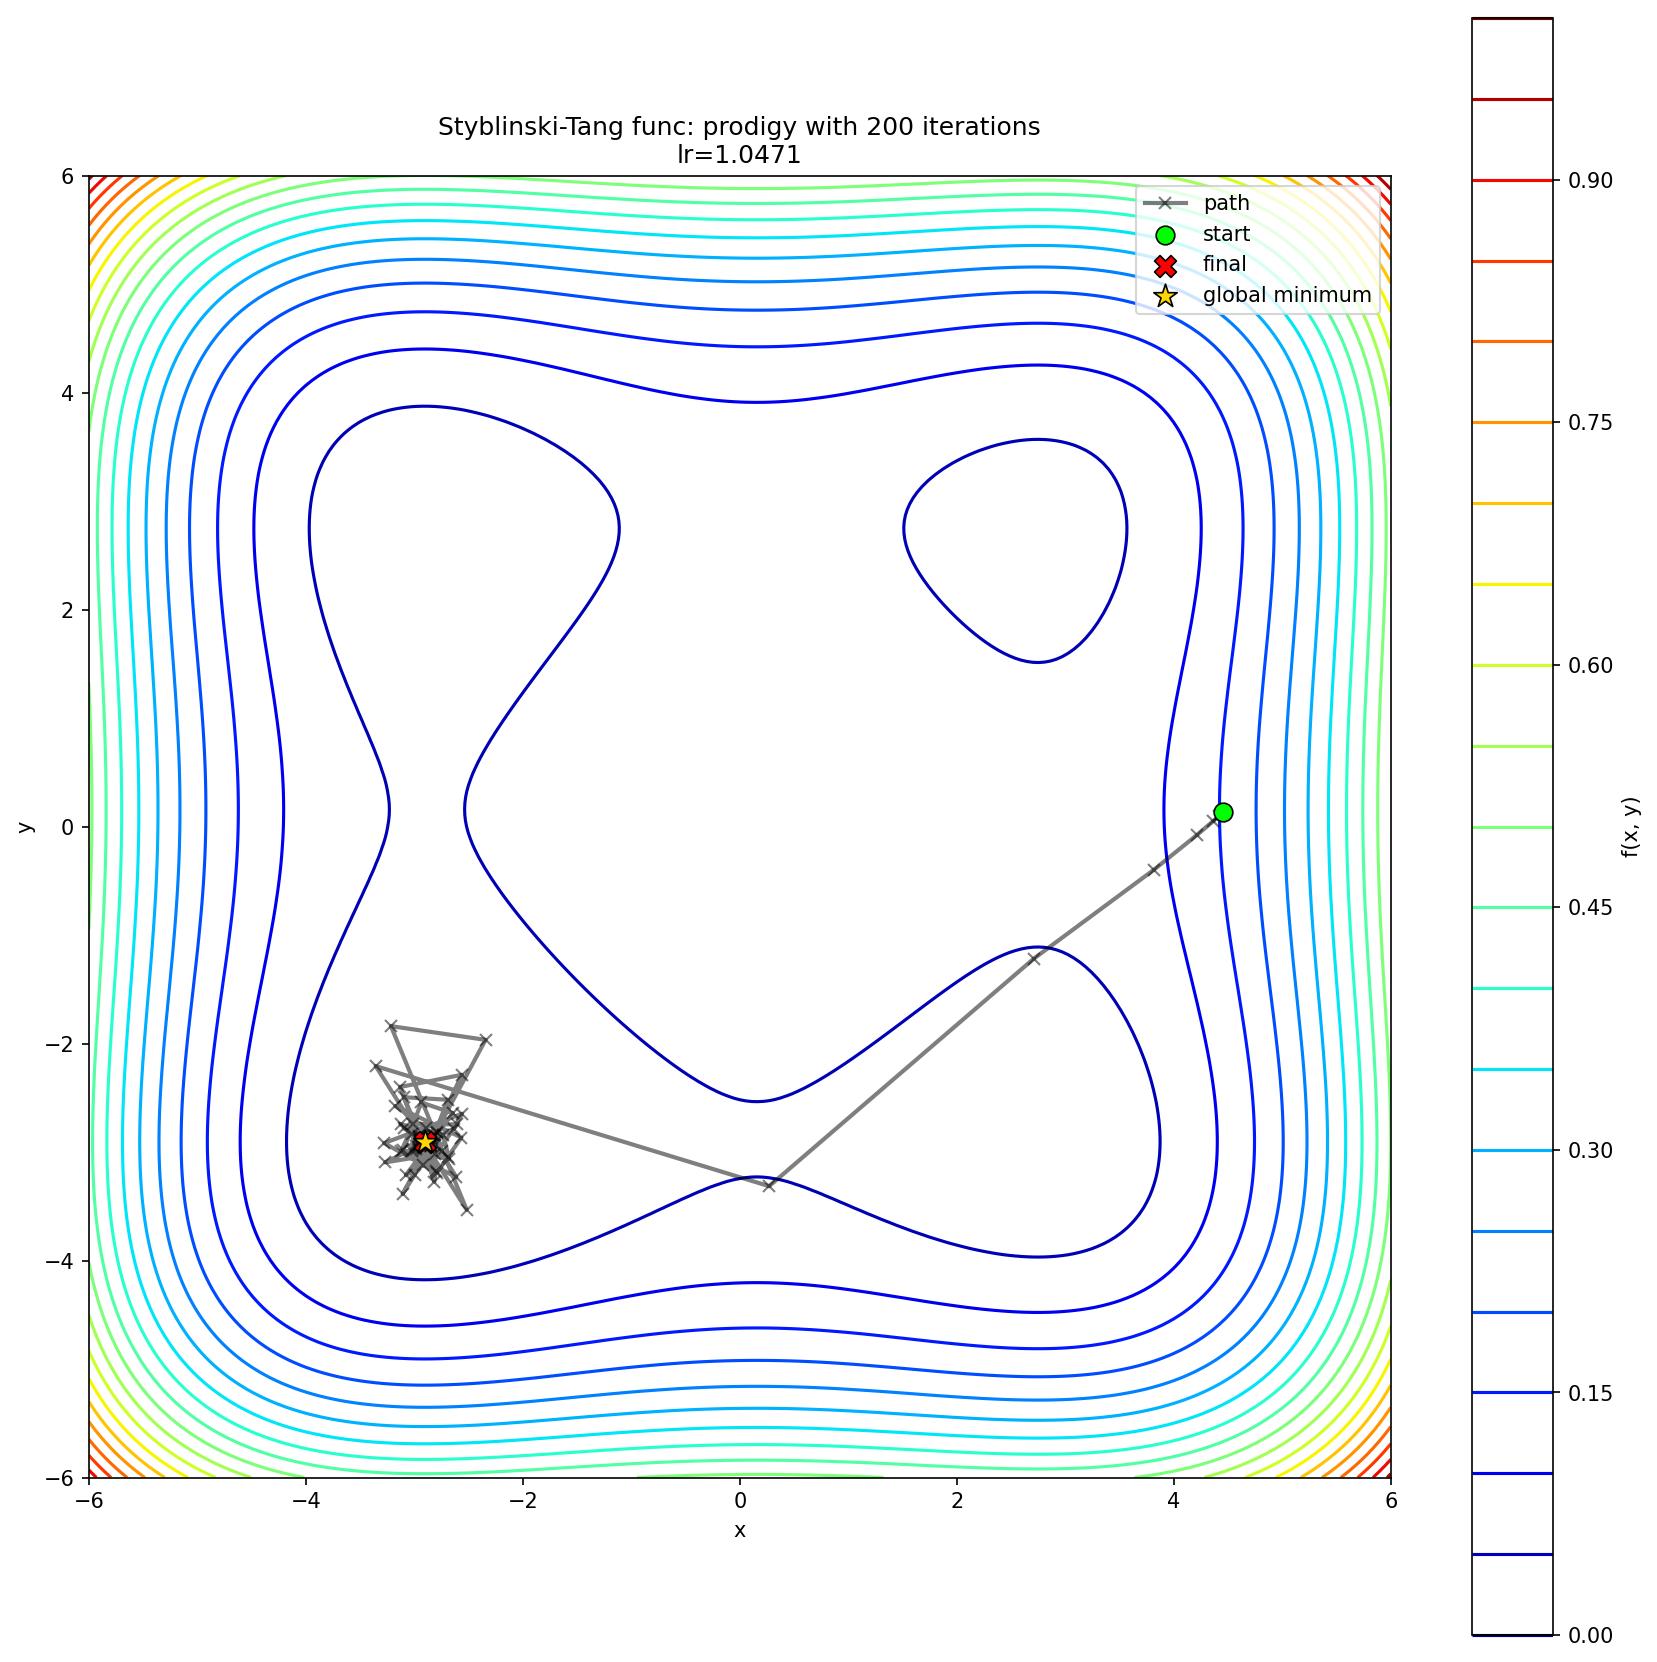 Styblinski-Tang func: prodigy with 200 iterations
lr=1.0471
path
start
final
global minimum
6
4
2
0
−2
−4
−6
y
−6
−4
−2
0
2
4
6
x
0.90
0.75
0.60
0.45
0.30
0.15
0.00
f(x, y)